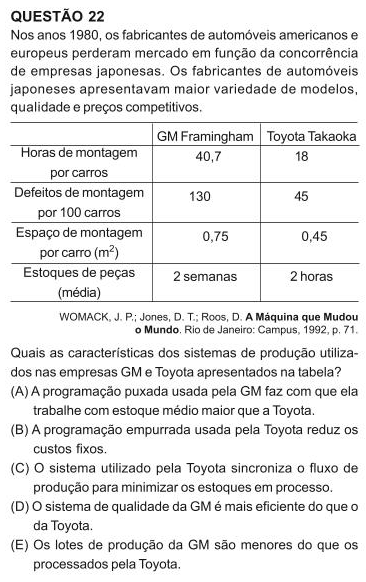 QUESTÃO 22
Nos anos 1980, os fabricantes de automóveis americanos e
europeus perderam mercado em função da concorrência
de empresas japonesas. Os fabricantes de automóveis
japoneses apresentavam maior variedade de modelos,
qualidade e preços competitivos.
GM Framingham Toyota Takaoka
Horas de montagem
por carros 40,7 18
Defeitos de montagem
por 100 carros 130 45
Espaço de montagem
por carro (m²) 0,75 0,45
Estoques de peças
(média) 2 semanas 2 horas
WOMACK, J. P.; Jones, D. T.; Roos, D. A Máquina que Mudou
o Mundo. Rio de Janeiro: Campus, 1992, p. 71.
Quais as características dos sistemas de produção utiliza-
dos nas empresas GM e Toyota apresentados na tabela?
(A) A programação puxada usada pela GM faz com que ela
trabalhe com estoque médio maior que a Toyota.
(B) A programação empurrada usada pela Toyota reduz os
custos fixos.
(C) O sistema utilizado pela Toyota sincroniza o fluxo de
produção para minimizar os estoques em processo.
(D) O sistema de qualidade da GM é mais eficiente do que o
da Toyota.
(E) Os lotes de produção da GM são menores do que os
processados pela Toyota.